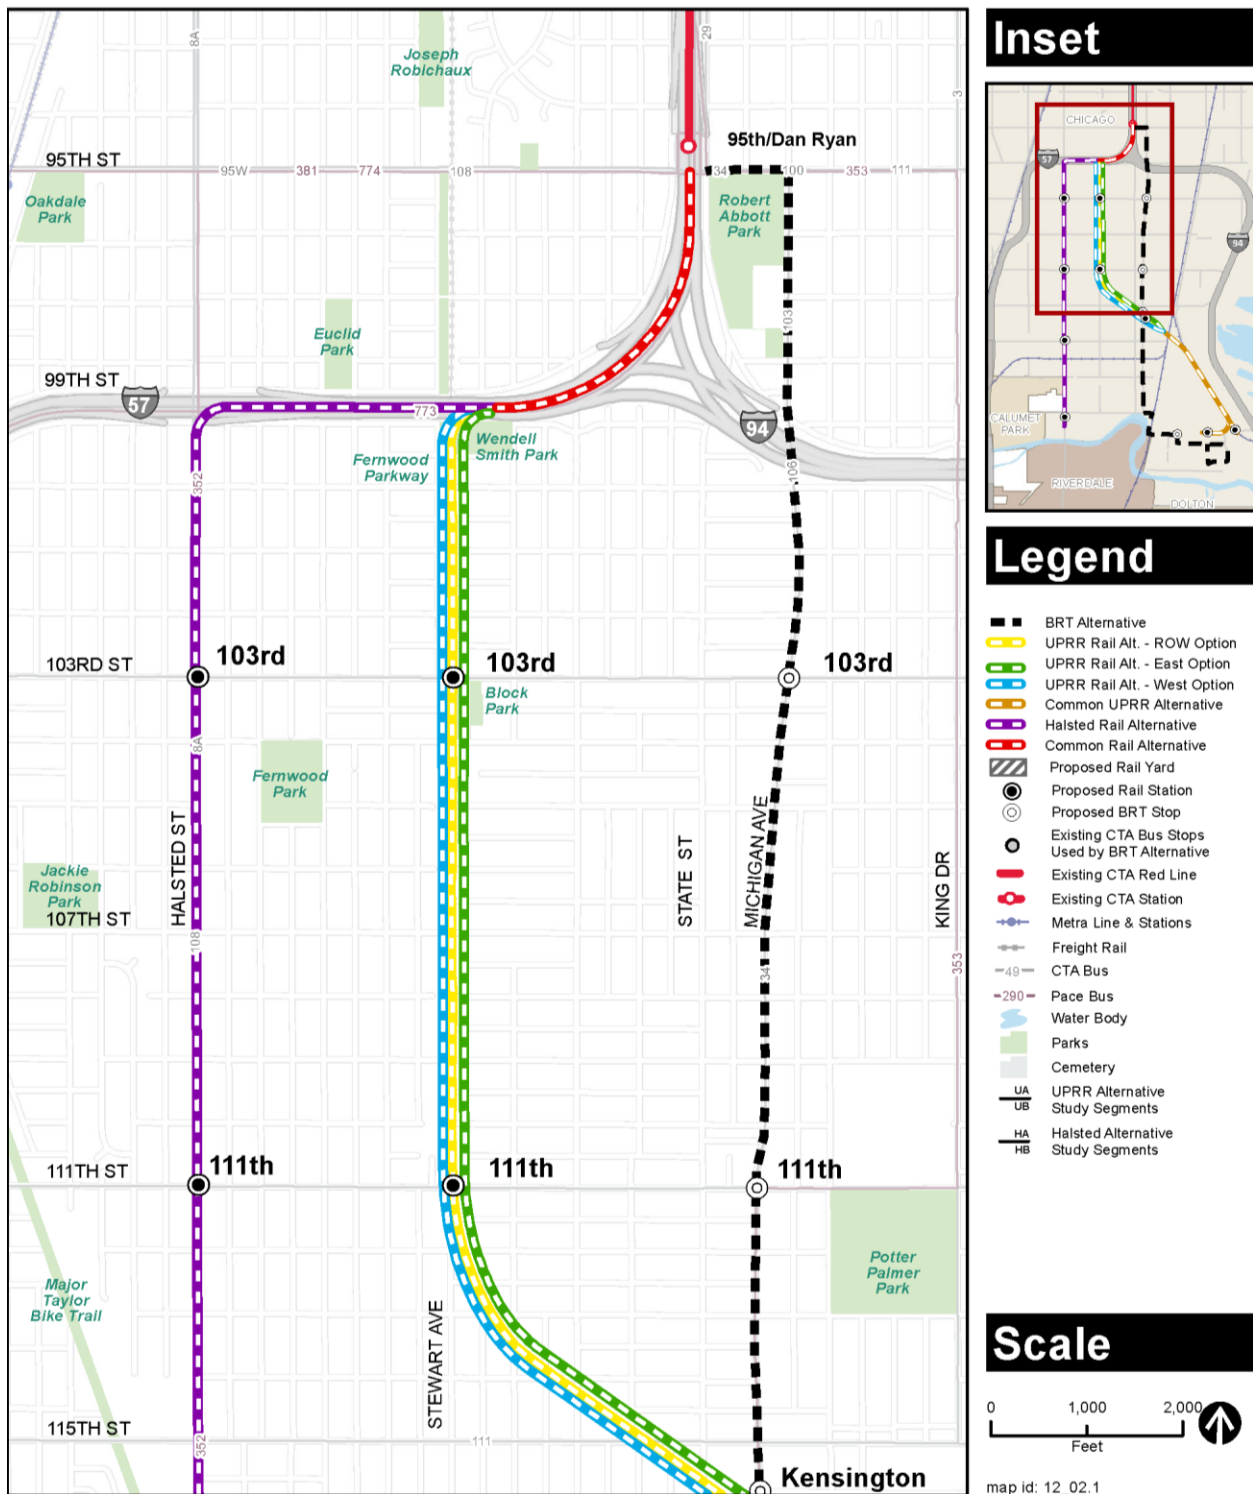 8A
29
3
Joseph
Robichaux
95th/Dan Ryan
95TH ST
95W
381
774
108
34
100
353
111
Oakdale
Park
Robert
Abbott
Park
103
Euclid
Park
99TH ST
57
773
94
Wendell
Smith Park
Fernwood
Parkway
352
106
103RD ST
103rd
103rd
103rd
Block
Park
8A
Fernwood
Park
HALSTED ST
STATE ST
MICHIGAN AVE
KING DR
Jackie
Robinson
Park
107TH ST
108
34
353
111TH ST
111th
111th
111th
Potter
Palmer
Park
Major
Taylor
Bike Trail
STEWART AVE
115TH ST
352
111
Kensington
Inset
CHICAGO
57
94
CALUMET
PARK
RIVERDALE
DOLTON
Legend
BRT Alternative
UPRR Rail Alt. - ROW Option
UPRR Rail Alt. - East Option
UPRR Rail Alt. - West Option
Common UPRR Alternative
Halsted Rail Alternative
Common Rail Alternative
Proposed Rail Yard
Proposed Rail Station
Proposed BRT Stop
Existing CTA Bus Stops
Used by BRT Alternative
Existing CTA Red Line
Existing CTA Station
Metra Line & Stations
Freight Rail
49 CTA Bus
290 Pace Bus
Water Body
Parks
Cemetery
UA UPRR Alternative
UB Study Segments
HA Halsted Alternative
HB Study Segments
Scale
0 1,000 2,000
Feet
map id: 12_02.1